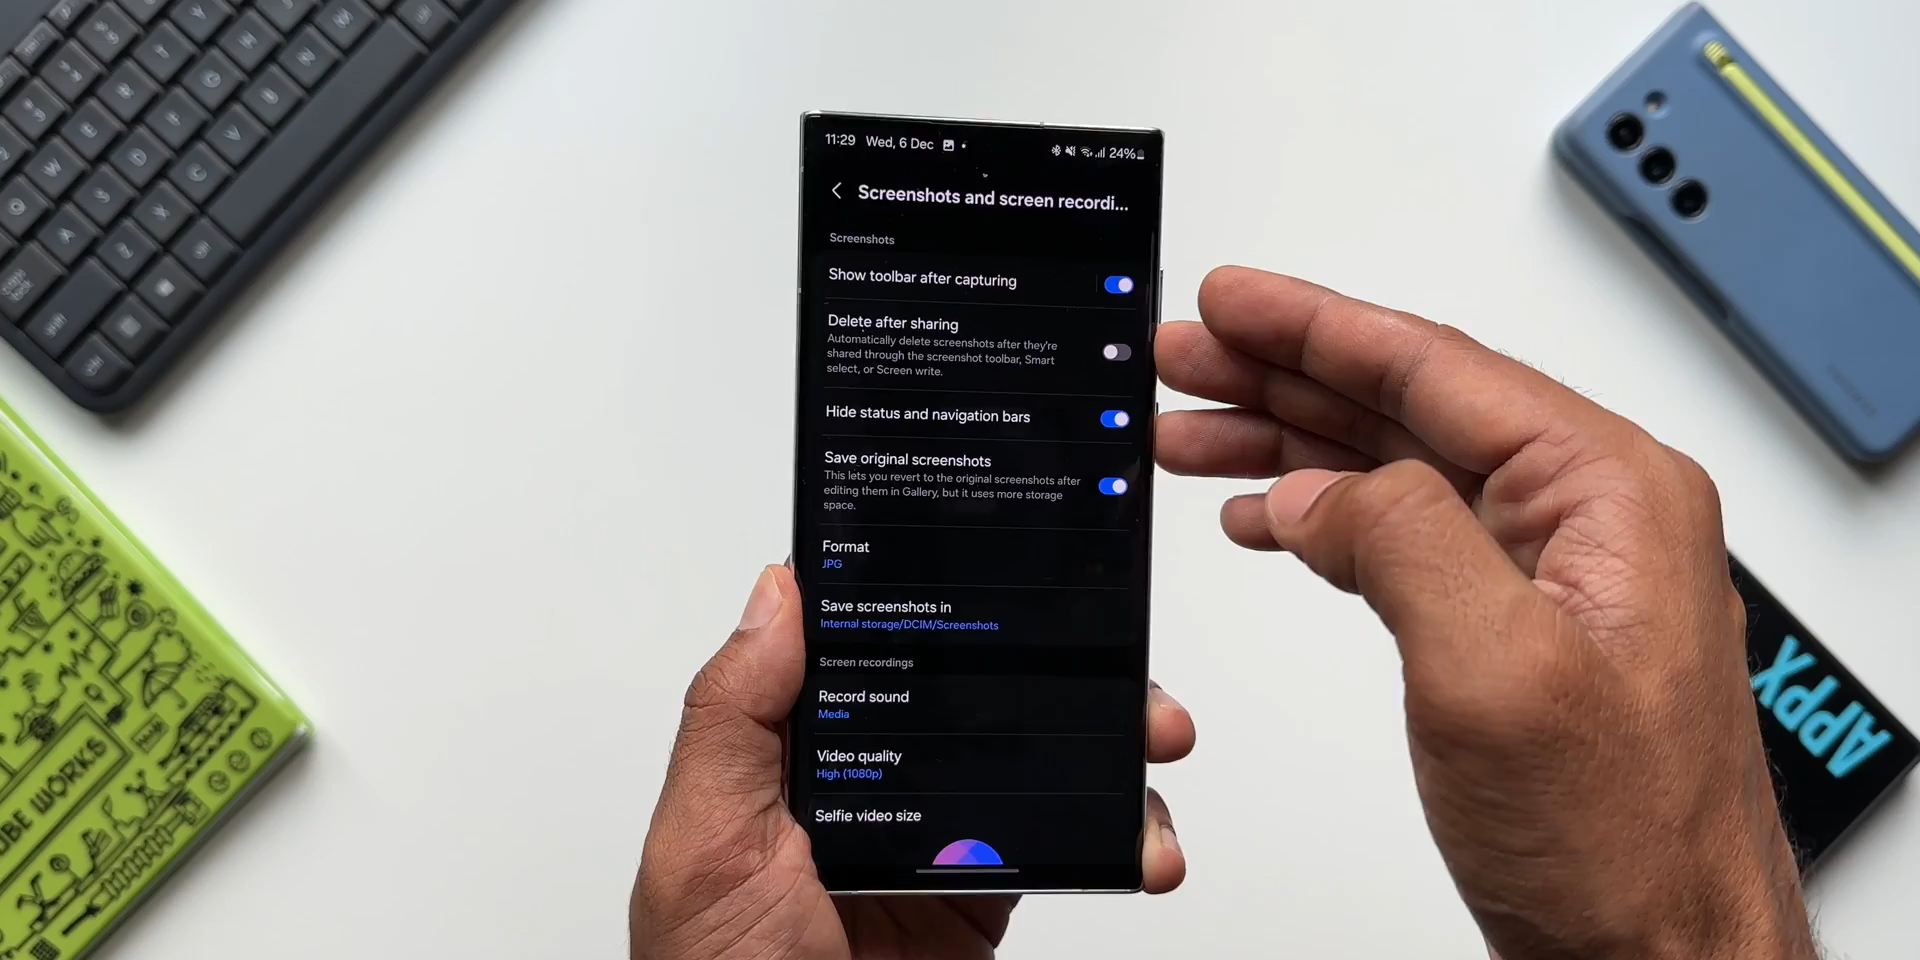 11:29 Wed, 6 Dec 24%
Screenshots and screen recordi...
Screenshots
Show toolbar after capturing
Delete after sharing
Automatically delete screenshots after they're
shared through the screenshot toolbar, Smart
select, or Screen write.
Hide status and navigation bars
Save original screenshots
This lets you revert to the original screenshots after
editing them in Gallery, but it uses more storage
space.
Format
JPG
Save screenshots in
Internal storage/DCIM/Screenshots
Screen recordings
Record sound
Media
Video quality
High (1080p)
Selfie video size
APPX
UBE WORKS